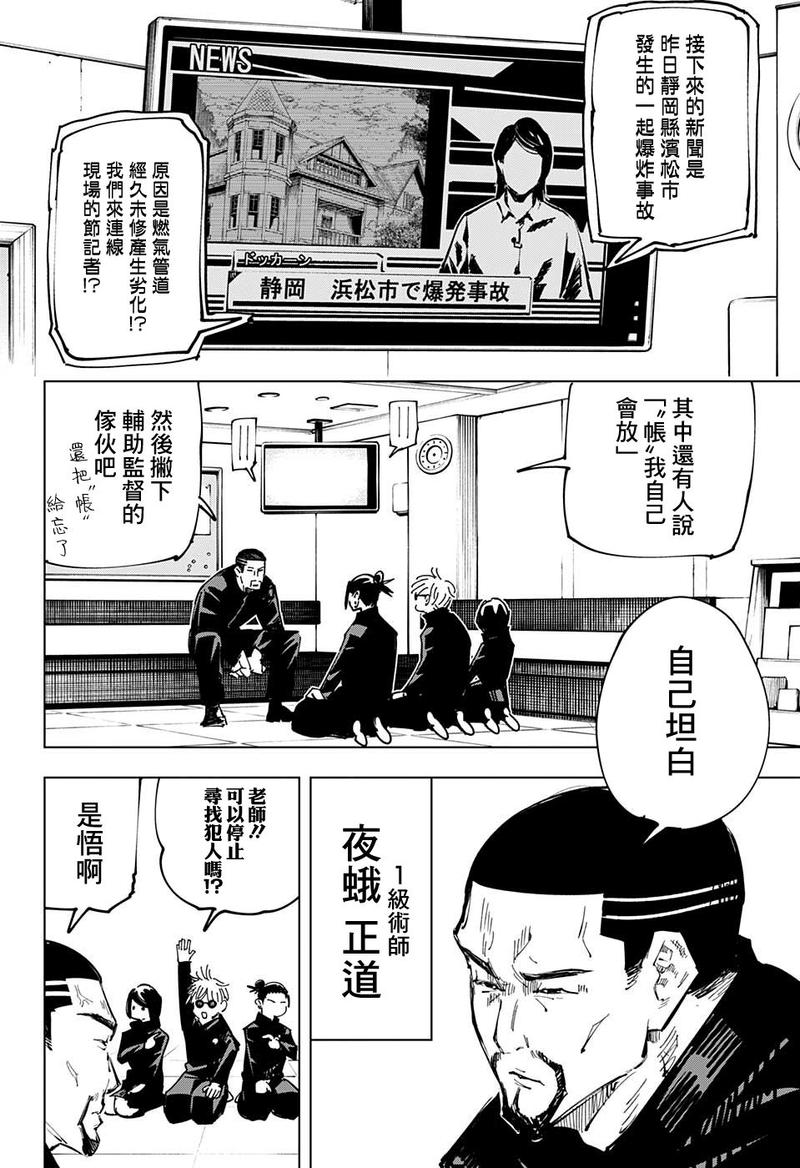 接下來的新聞是
昨日靜岡縣濱松市
發生的一起爆炸事故
NEWS
原因是燃氣管道
經久未修產生劣化!?
我們來連線
現場的節記者!?
ドッカーン
静岡　浜松市で爆発事故
其中還有人說
「〝帳〞我自己
會放」
然後撇下
輔助監督的
傢伙吧
還把〝帳〞
給忘了
自己坦白
1級術師
夜蛾 正道
老師!!
可以停止
尋找犯人嗎!?
是悟啊